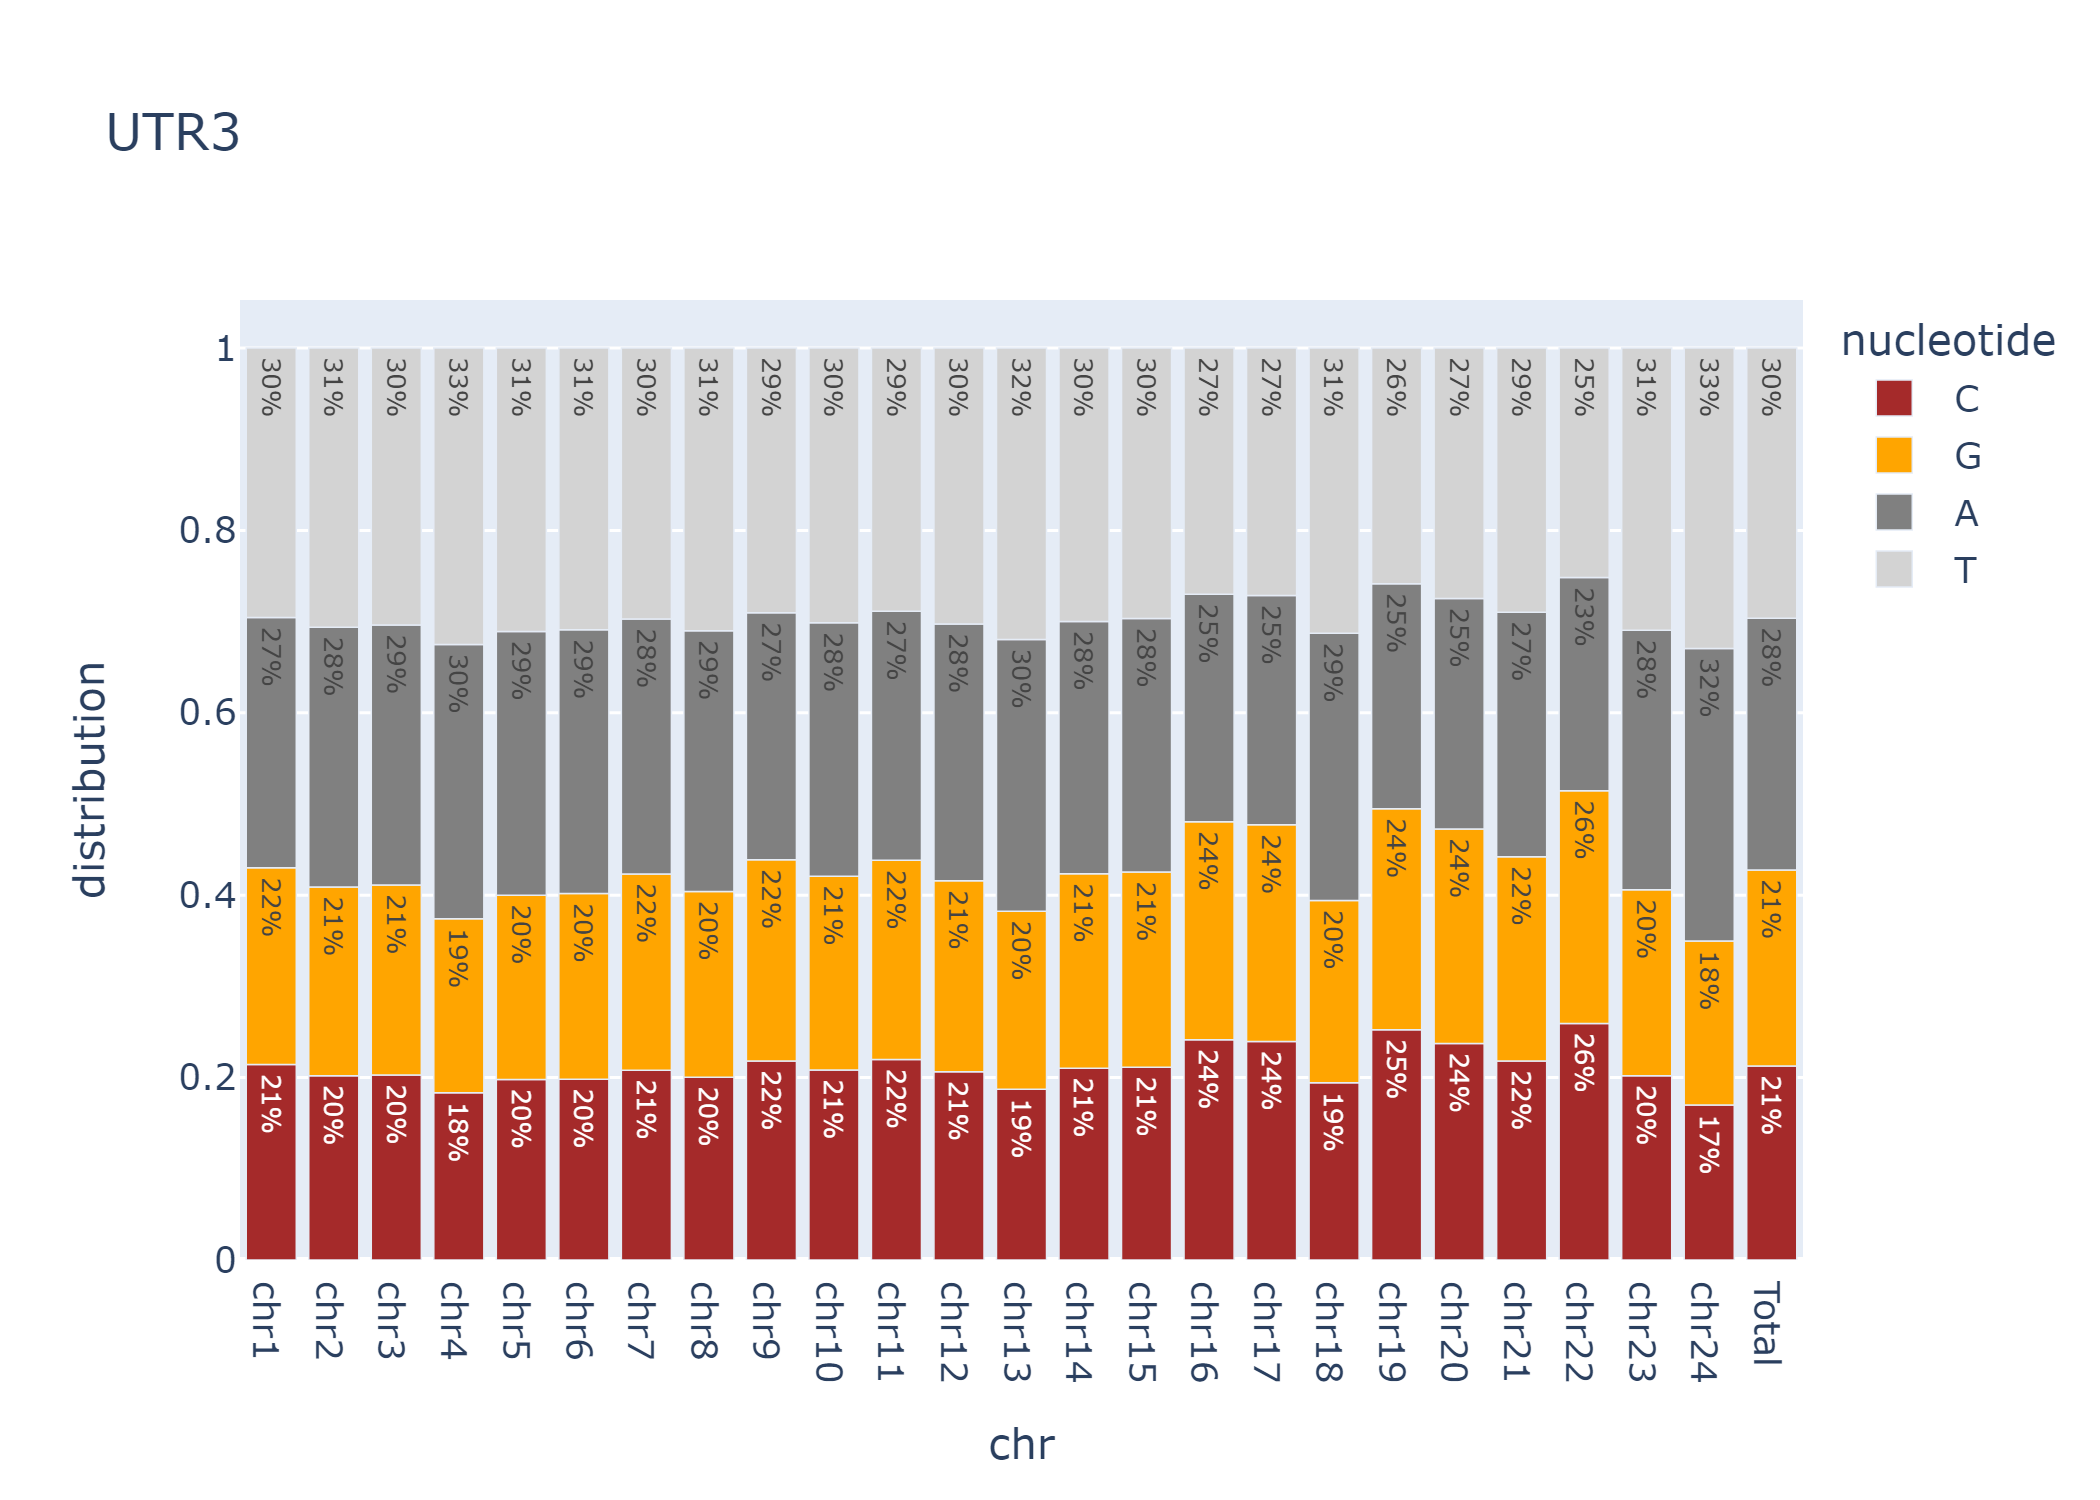 UTR3
nucleotide
C
G
A
T
distribution
1
0.8
0.6
0.4
0.2
0
30% 31% 30% 33% 31% 31% 30% 31% 29% 30% 29% 30% 32% 30% 30% 27% 27% 31% 26% 27% 29% 25% 31% 33% 30%
27% 28% 29% 30% 29% 29% 28% 29% 27% 28% 27% 28% 30% 28% 28% 25% 25% 29% 25% 25% 27% 23% 28% 32% 28%
22% 21% 21% 19% 20% 20% 22% 20% 22% 21% 22% 21% 20% 21% 21% 24% 24% 20% 24% 24% 22% 26% 20% 18% 21%
21% 20% 20% 18% 20% 20% 21% 20% 22% 21% 22% 21% 19% 21% 21% 24% 24% 19% 25% 24% 22% 26% 20% 17% 21%
chr1 chr2 chr3 chr4 chr5 chr6 chr7 chr8 chr9 chr10 chr11 chr12 chr13 chr14 chr15 chr16 chr17 chr18 chr19 chr20 chr21 chr22 chr23 chr24 Total
chr